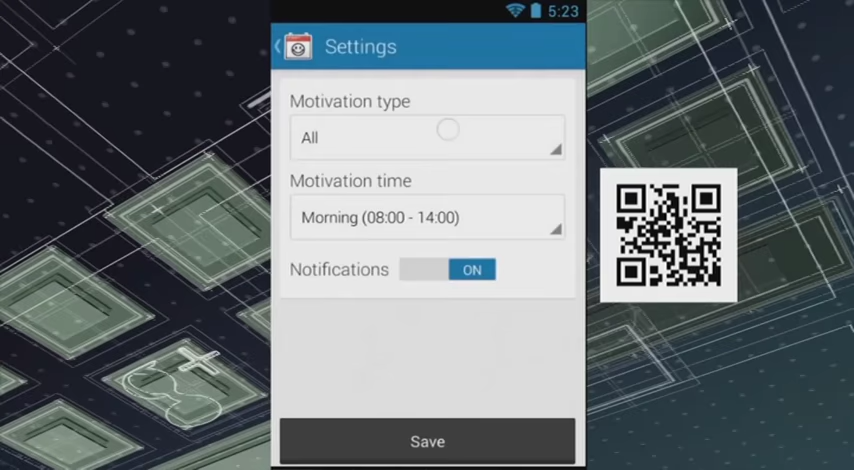 5:23
Settings
Motivation type
All
Motivation time
Morning (08:00 - 14:00)
Notifications ON
Save